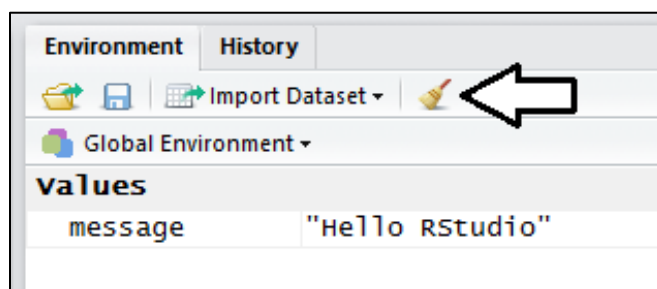 Environment History
Import Dataset
Global Environment
Values
message "Hello RStudio"